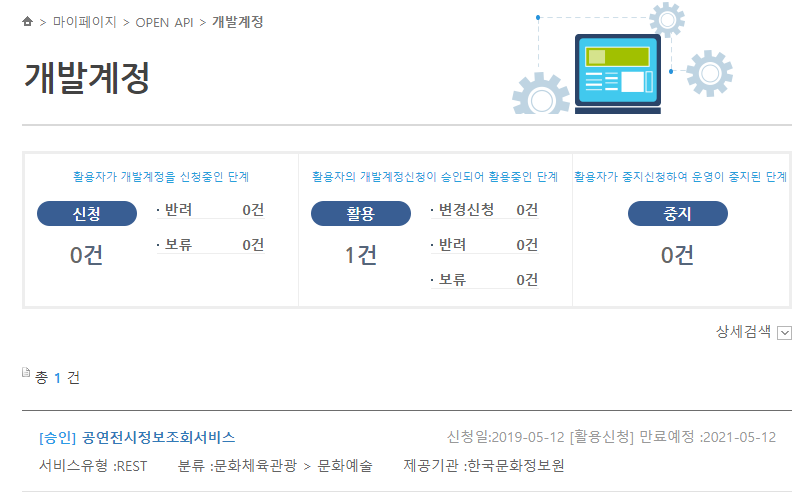 > 마이페이지 > OPEN API > 개발계정
개발계정
활용자가 개발계정을 신청중인 단계
신청
0건
· 반려 0건
· 보류 0건
활용자의 개발계정신청이 승인되어 활용중인 단계
활용
1건
· 변경신청 0건
· 반려 0건
· 보류 0건
활용자가 중지신청하여 운영이 중지된 단계
중지
0건
상세검색
총 1 건
[승인] 공연전시정보조회서비스 신청일:2019-05-12 [활용신청] 만료예정 :2021-05-12
서비스유형 :REST 분류 :문화체육관광 > 문화예술 제공기관 :한국문화정보원